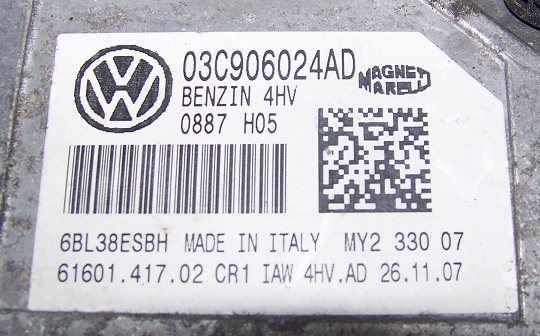 03C906024AD
MAGNETI
MARELLI
BENZIN 4HV
0887 H05
6BL38ESBH MADE IN ITALY MY2 330 07
61601.417.02 CR1 IAW 4HV.AD 26.11.07